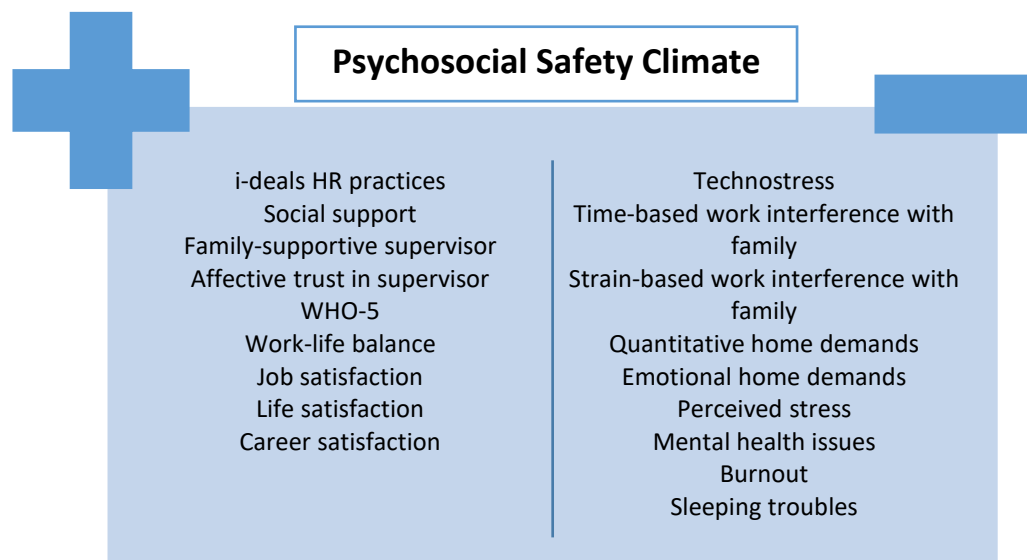 Psychosocial Safety Climate
i-deals HR practices
Social support
Family-supportive supervisor
Affective trust in supervisor
WHO-5
Work-life balance
Job satisfaction
Life satisfaction
Career satisfaction
Technostress
Time-based work interference with
family
Strain-based work interference with
family
Quantitative home demands
Emotional home demands
Perceived stress
Mental health issues
Burnout
Sleeping troubles